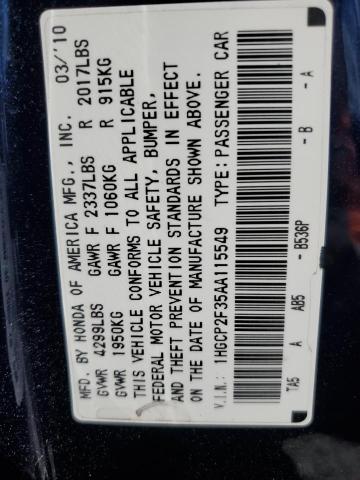 MFD. BY HONDA OF AMERICA MFG., INC. 03/'10
GVWR 4299LBS GAWR F 2337LBS R 2017LBS
GVWR 1950KG GAWR F 1060KG R 915KG
THIS VEHICLE CONFORMS TO ALL APPLICABLE
FEDERAL MOTOR VEHICLE SAFETY, BUMPER,
AND THEFT PREVENTION STANDARDS IN EFFECT
ON THE DATE OF MANUFACTURE SHOWN ABOVE.
V.I.N.: 1HGCP2F35AA115549 TYPE:PASSENGER CAR
TA5 A AB5 - B536P - B - A